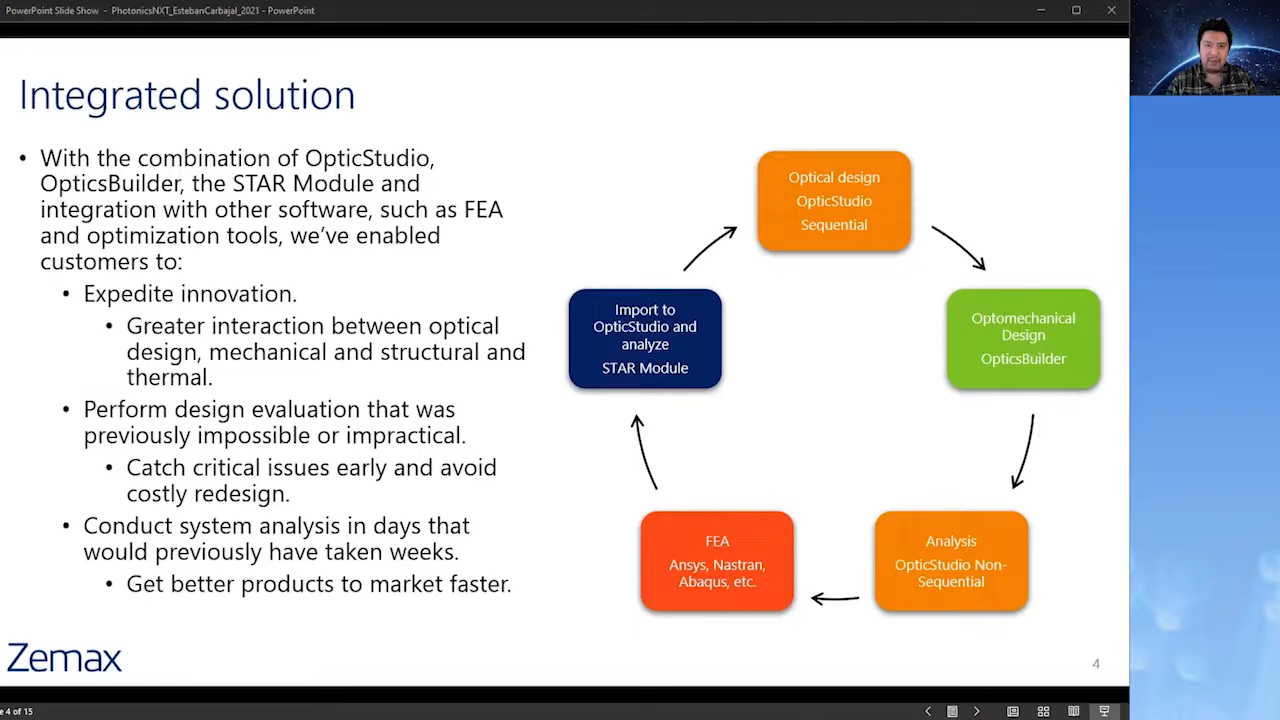 PowerPoint Slide Show - PhotonicsNXT_EstebanCarbajal_2021 - PowerPoint
Integrated solution
• With the combination of OpticStudio,
OpticsBuilder, the STAR Module and
integration with other software, such as FEA
and optimization tools, we've enabled
customers to:
• Expedite innovation.
• Greater interaction between optical
design, mechanical and structural and
thermal.
• Perform design evaluation that was
previously impossible or impractical.
• Catch critical issues early and avoid
costly redesign.
• Conduct system analysis in days that
would previously have taken weeks.
• Get better products to market faster.
Optical design
OpticStudio
Sequential
Optomechanical
Design
OpticsBuilder
Analysis
OpticStudio Non-
Sequential
FEA
Ansys, Nastran,
Abaqus, etc.
Import to
OpticStudio and
analyze
STAR Module
Zemax
4
e 4 of 15